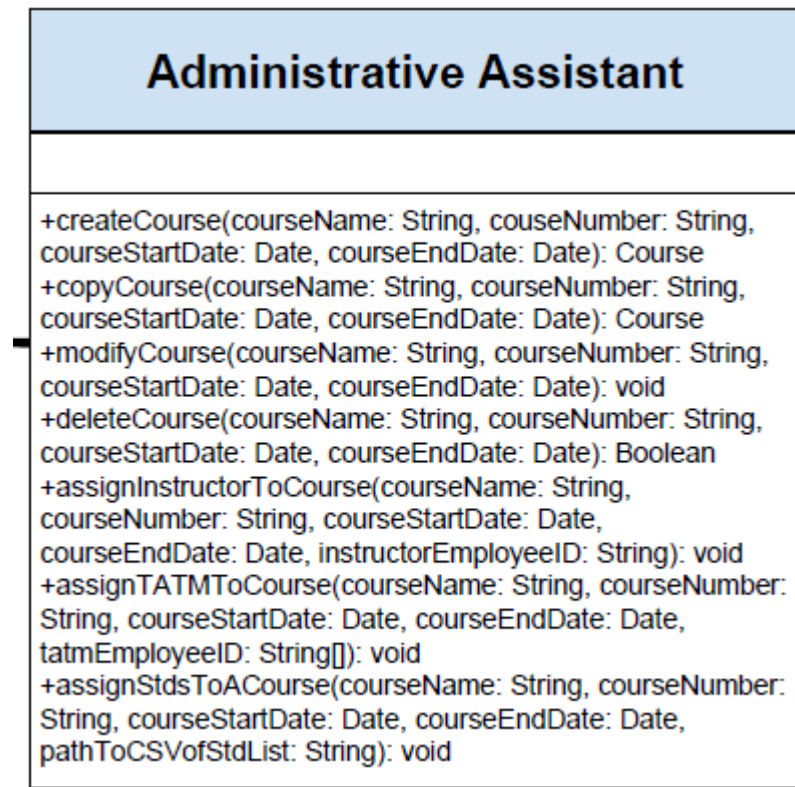 Administrative Assistant
+createCourse(courseName: String, couseNumber: String,
courseStartDate: Date, courseEndDate: Date): Course
+copyCourse(courseName: String, courseNumber: String,
courseStartDate: Date, courseEndDate: Date): Course
+modifyCourse(courseName: String, courseNumber: String,
courseStartDate: Date, courseEndDate: Date): void
+deleteCourse(courseName: String, courseNumber: String,
courseStartDate: Date, courseEndDate: Date): Boolean
+assignInstructorToCourse(courseName: String,
courseNumber: String, courseStartDate: Date,
courseEndDate: Date, instructorEmployeeID: String): void
+assignTATMToCourse(courseName: String, courseNumber:
String, courseStartDate: Date, courseEndDate: Date,
tatmEmployeeID: String[]): void
+assignStdsToACourse(courseName: String, courseNumber:
String, courseStartDate: Date, courseEndDate: Date,
pathToCSVofStdList: String): void